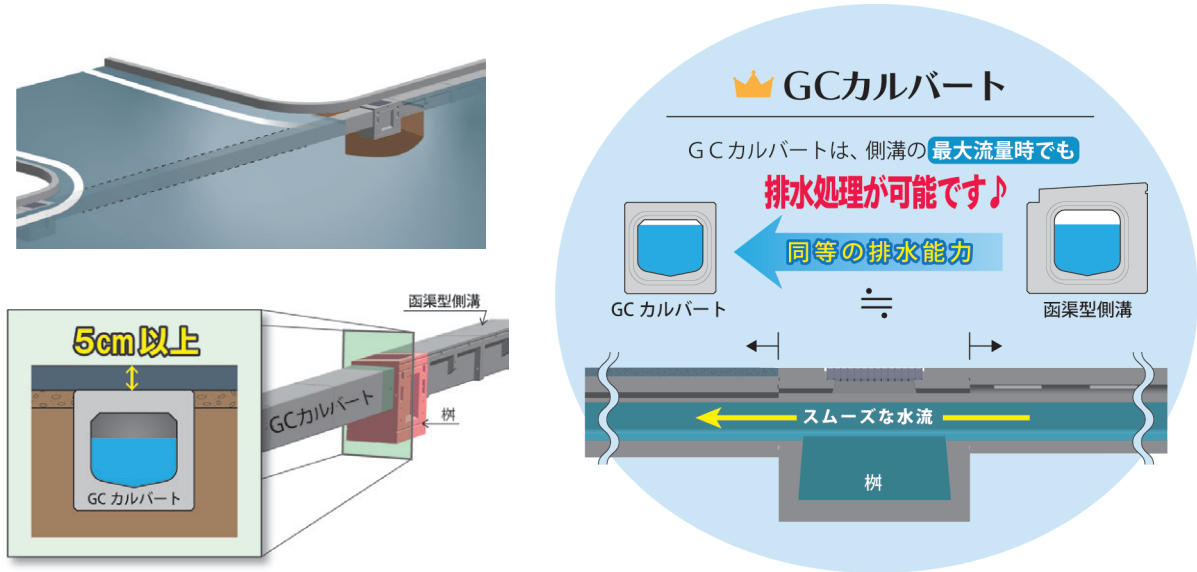 函渠型側溝
5cm以上
GCカルバート
桝
GC カルバート
GCカルバート
GCカルバートは、側溝の最大流量時でも
排水処理が可能です♪
同等の排水能力
GC カルバート
≒
函渠型側溝
スムーズな水流
桝